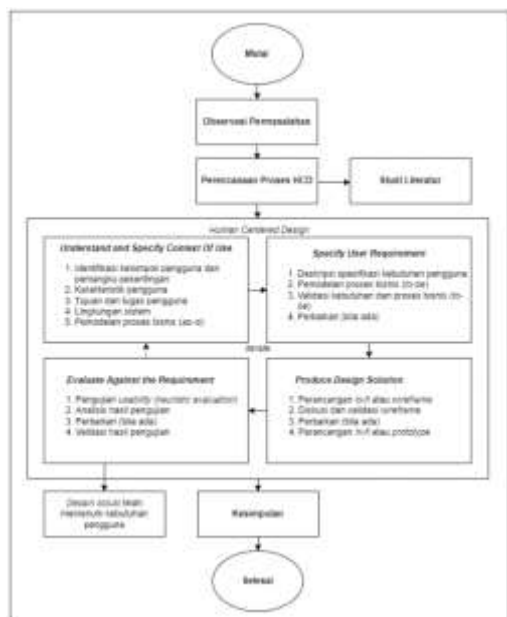 Mulai
Observasi Permasalahan
Perencanaan Proses HCD
Studi Literatur
Human Centered Design
Understand and Specify Context Of Use
1. Identifikasi kelompok pengguna dan
pemangku kepentingan
2. Karakteristik pengguna
3. Tujuan dan tugas pengguna
4. Lingkungan sistem
5. Pemodelan proses bisnis (as-is)
Specify User Requirement
1. Deskripsi spesifikasi kebutuhan pengguna
2. Pemodelan proses bisnis (to-be)
3. Validasi kebutuhan dan proses bisnis (to-
be)
4. Perbaikan (bila ada)
Iterate
Evaluate Against the Requirement
1. Pengujian usability (heuristic evaluation)
2. Analisis hasil pengujian
3. Perbaikan (bila ada)
4. Validasi hasil pengujian
Produce Design Solution
1. Perancangan lo-fi atau wireframe
2. Diskusi dan validasi wireframe
3. Perbaikan (bila ada)
4. Perancangan hi-fi atau prototype
Desain solusi telah
memenuhi kebutuhan
pengguna
Kesimpulan
Selesai